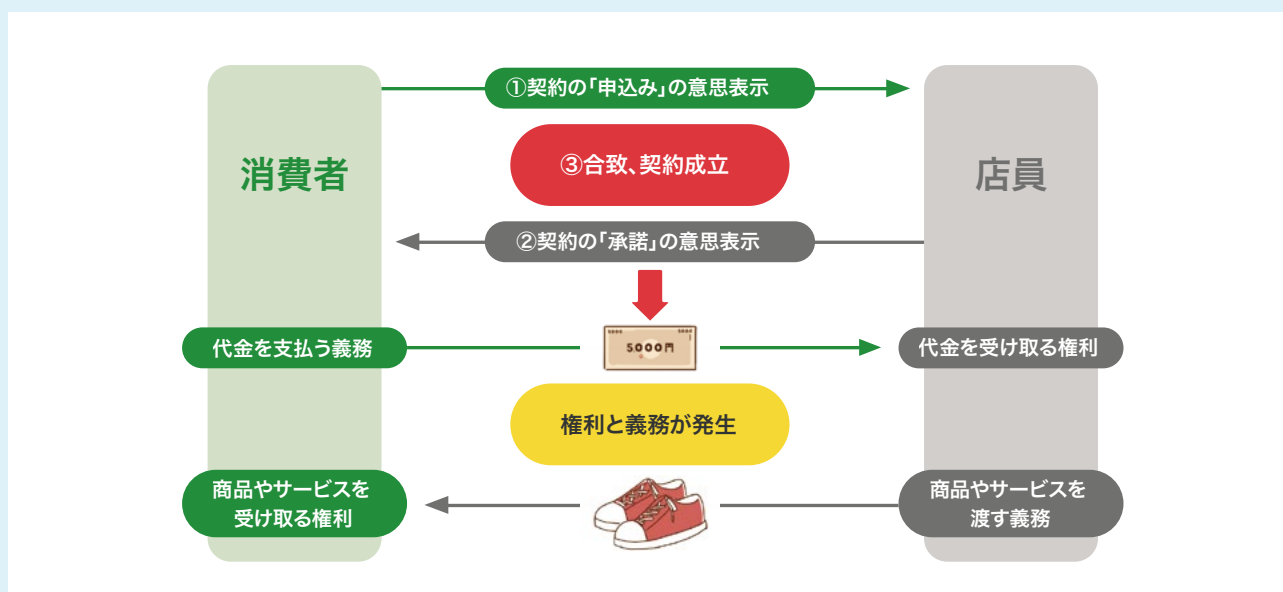 ①契約の「申込み」の意思表示
消費者
③合致、契約成立
店員
②契約の「承諾」の意思表示
代金を支払う義務
5000円
代金を受け取る権利
権利と義務が発生
商品やサービスを
受け取る権利
商品やサービスを
渡す義務